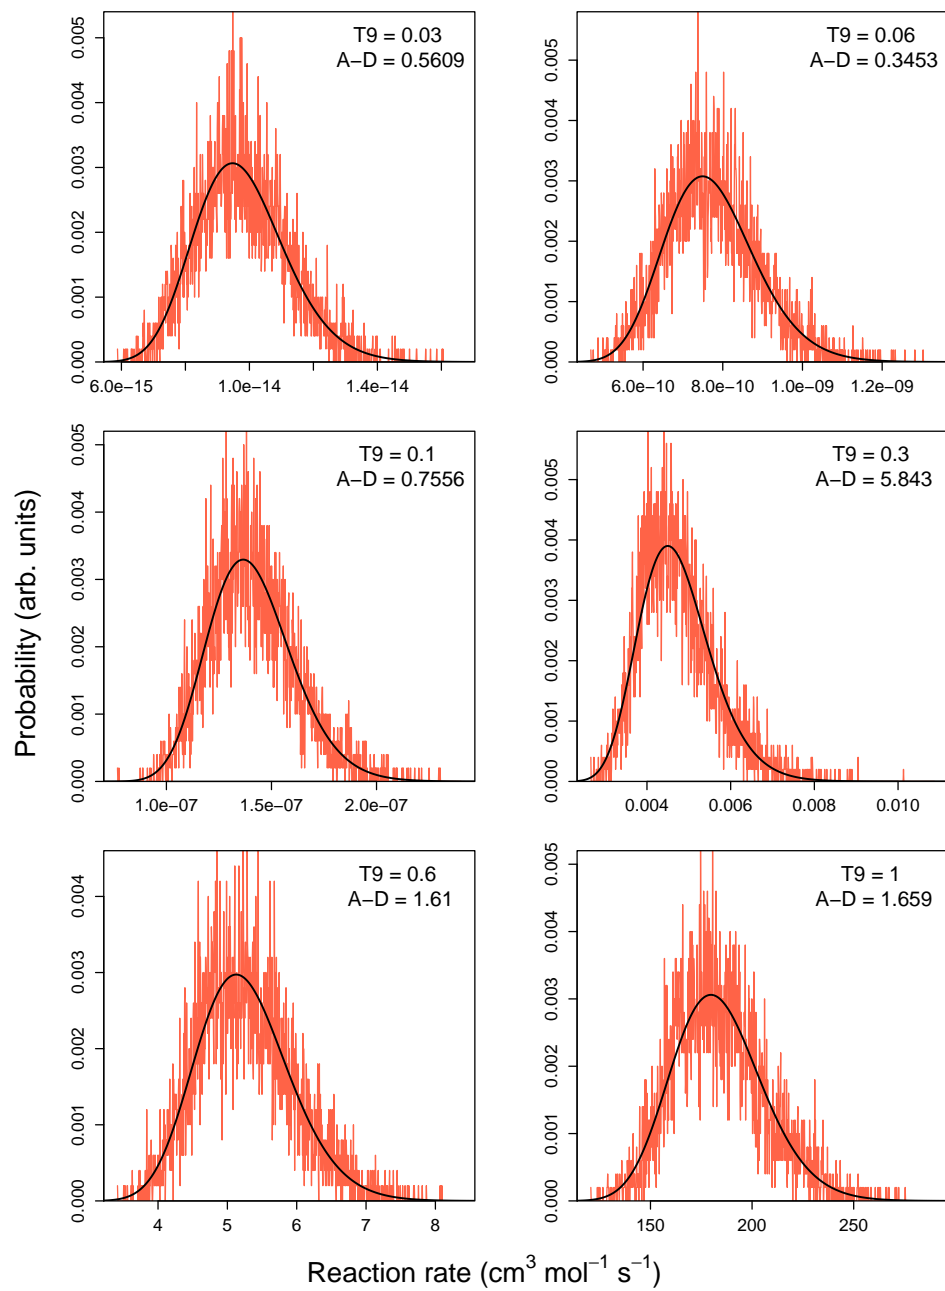 T9 = 0.03
A−D = 0.5609
0.000 0.001 0.002 0.003 0.004 0.005
6.0e-15 1.0e-14 1.4e-14
T9 = 0.06
A−D = 0.3453
0.000 0.001 0.002 0.003 0.004 0.005
6.0e-10 8.0e-10 1.0e-09 1.2e-09
T9 = 0.1
A−D = 0.7556
0.000 0.001 0.002 0.003 0.004 0.005
1.0e-07 1.5e-07 2.0e-07
T9 = 0.3
A−D = 5.843
0.000 0.001 0.002 0.003 0.004 0.005
0.004 0.006 0.008 0.010
T9 = 0.6
A−D = 1.61
0.000 0.001 0.002 0.003 0.004
4 5 6 7 8
T9 = 1
A−D = 1.659
0.000 0.001 0.002 0.003 0.004 0.005
150 200 250
Probability (arb. units)
Reaction rate (cm³ mol⁻¹ s⁻¹)